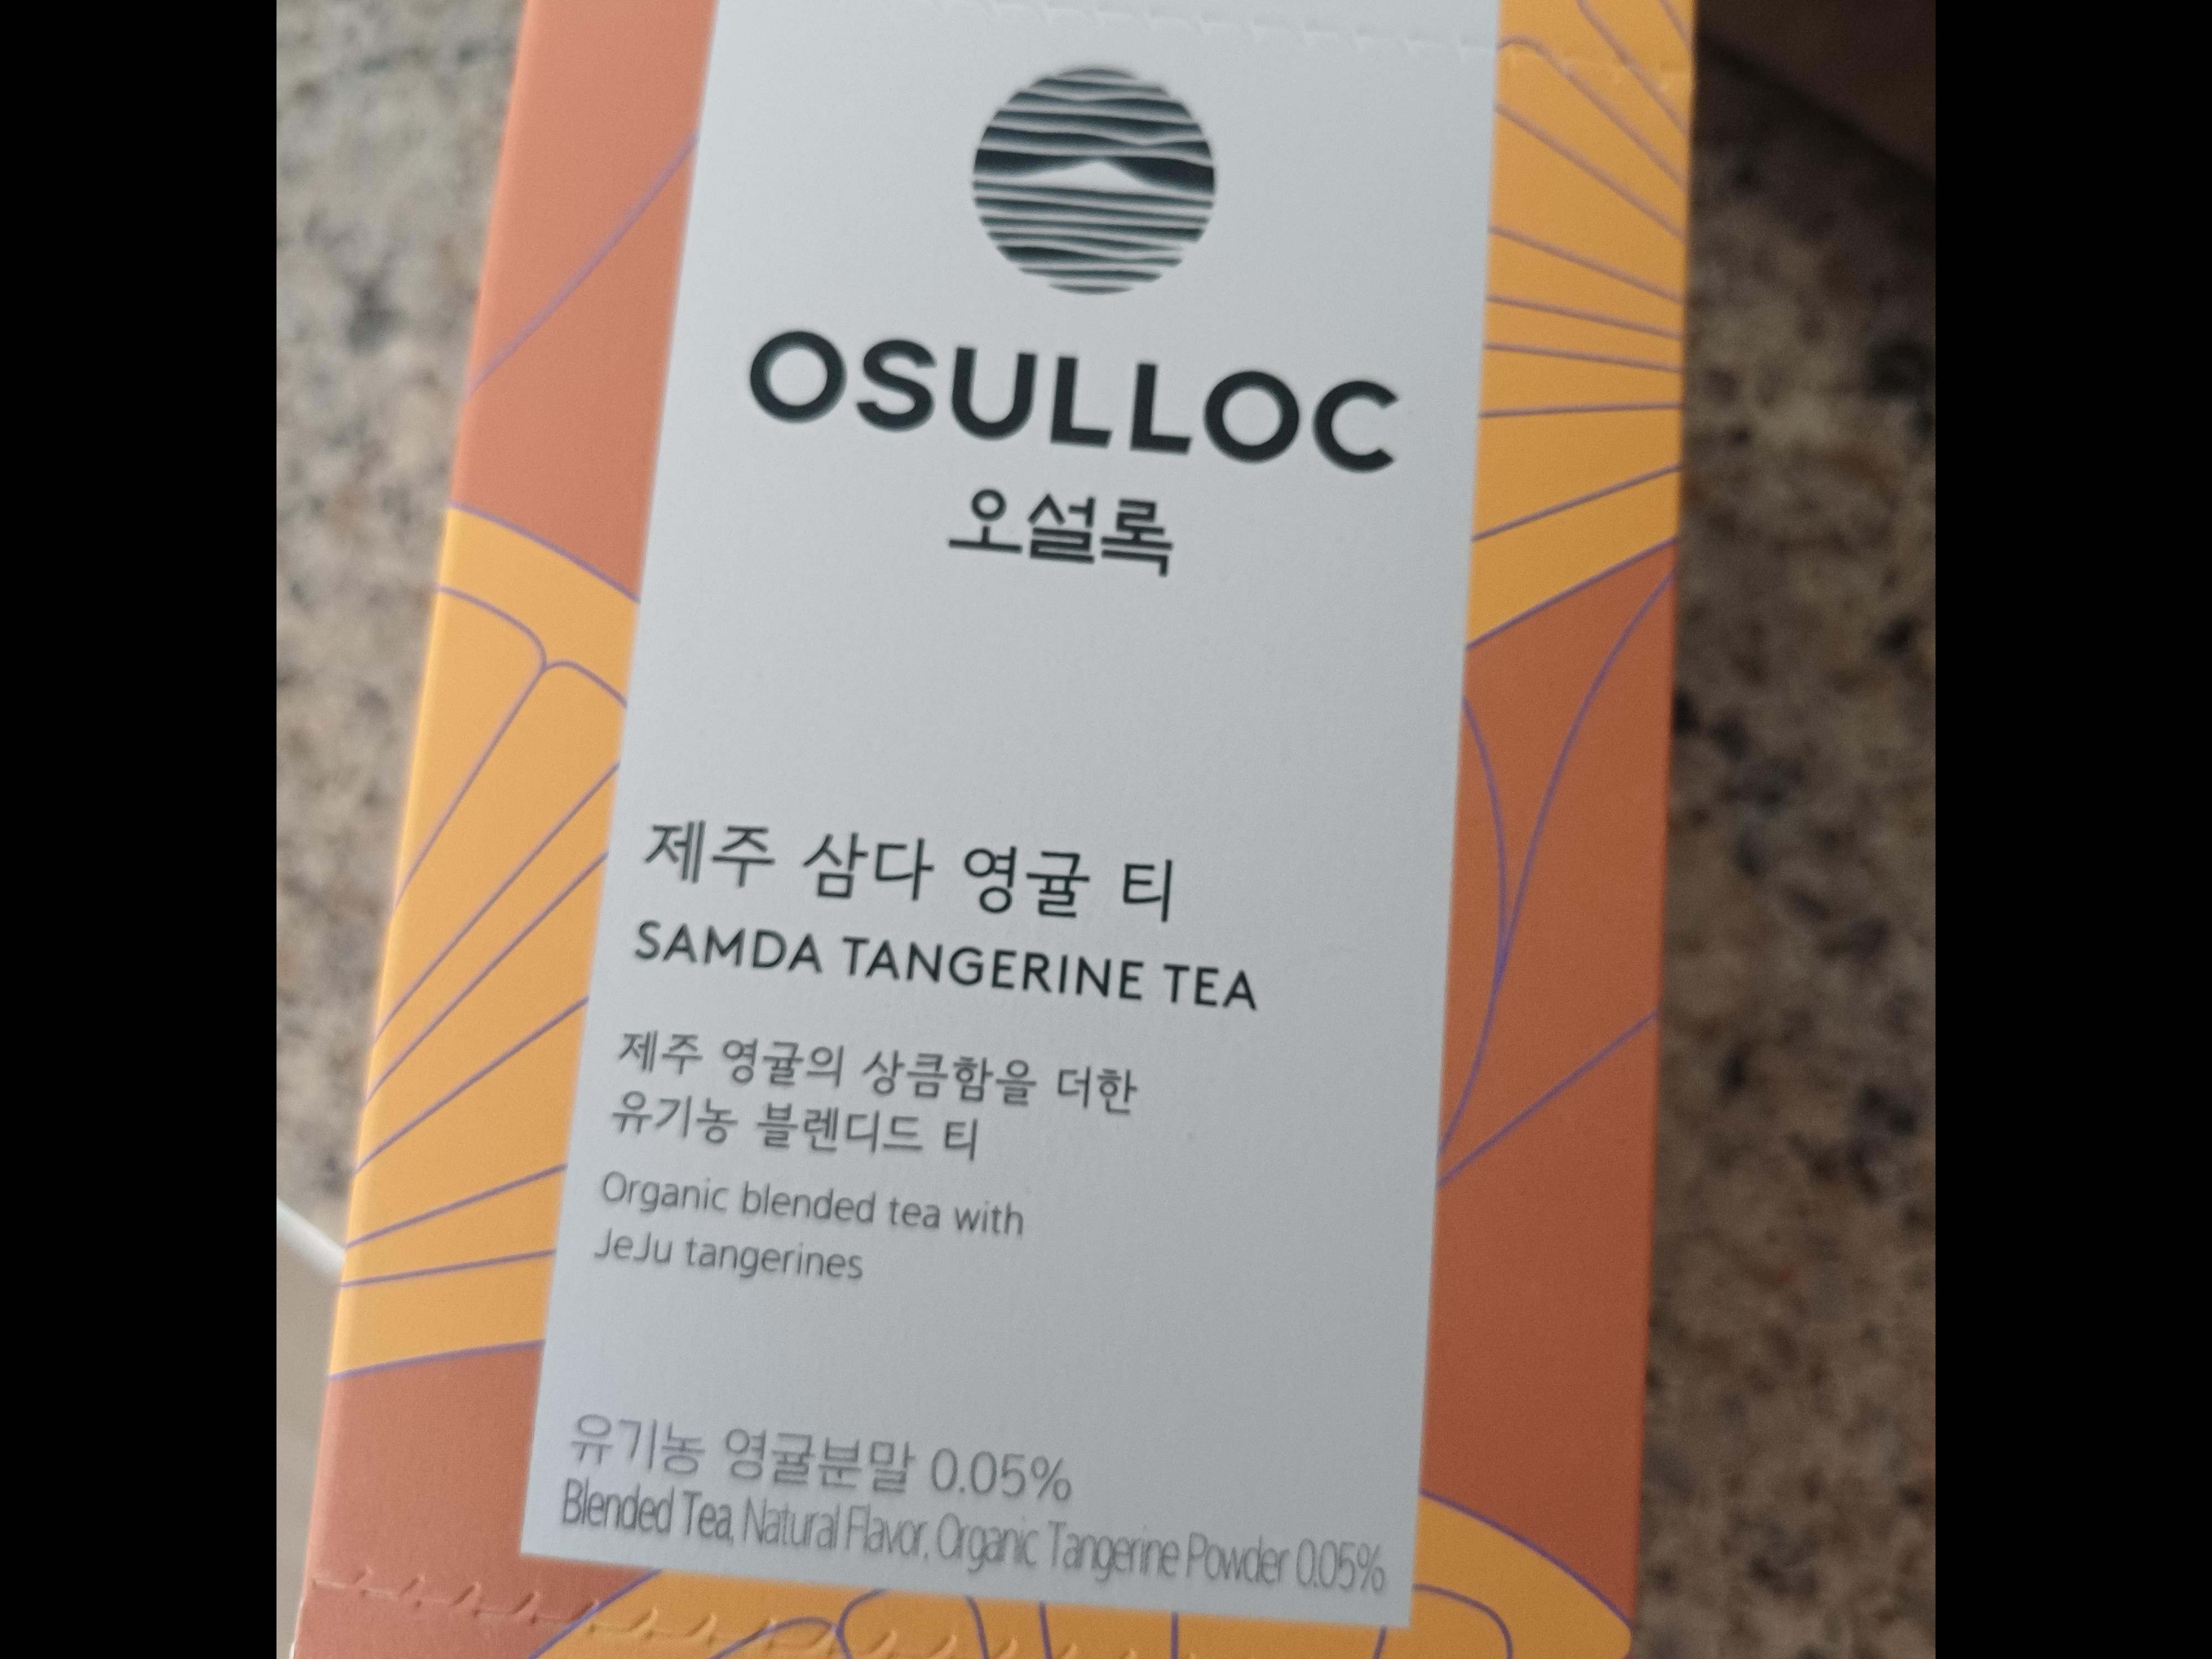 OSULLOC
오설록
제주 삼다 영귤 티
SAMDA TANGERINE TEA
제주 영귤의 상큼함을 더한
유기농 블렌디드 티
Organic blended tea with
JeJu tangerines
유기농 영귤분말 0.05%
Blended Tea, Natural Flavor, Organic Tangerine Powder 0.05%